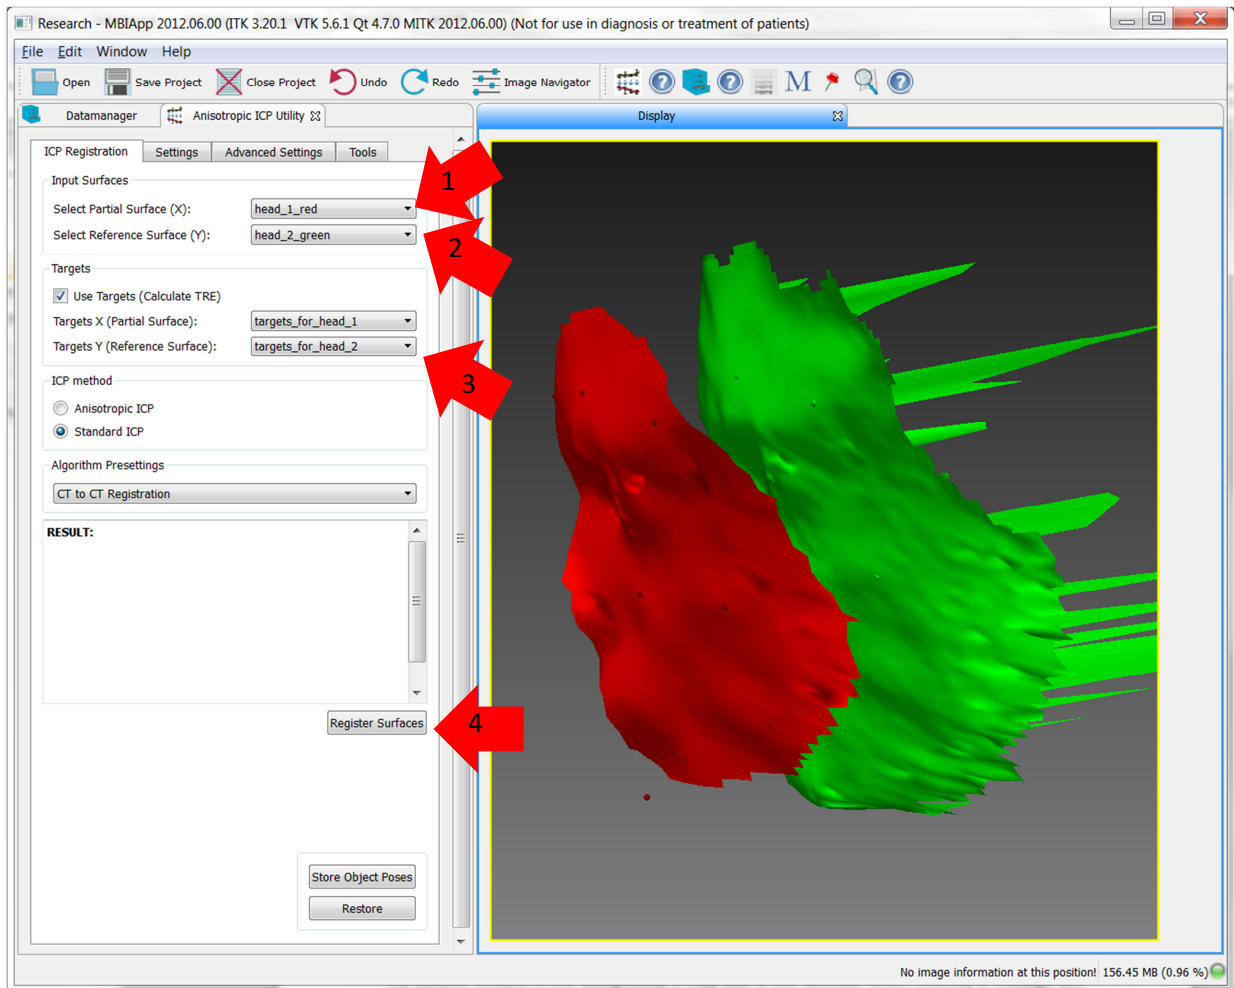 Research - MBIApp 2012.06.00 (ITK 3.20.1  VTK 5.6.1 Qt 4.7.0 MITK 2012.06.00) (Not for use in diagnosis or treatment of patients)
File Edit Window Help
Open Save Project Close Project Undo Redo Image Navigator M
Datamanager Anisotropic ICP Utility Display
ICP Registration Settings Advanced Settings Tools
Input Surfaces
1
Select Partial Surface (X): head_1_red
Select Reference Surface (Y): head_2_green
2
Targets
Use Targets (Calculate TRE)
Targets X (Partial Surface): targets_for_head_1
Targets Y (Reference Surface): targets_for_head_2
3
ICP method
Anisotropic ICP
Standard ICP
Algorithm Presettings
CT to CT Registration
RESULT:
Register Surfaces
4
Store Object Poses
Restore
No image information at this position! 156.45 MB (0.96 %)